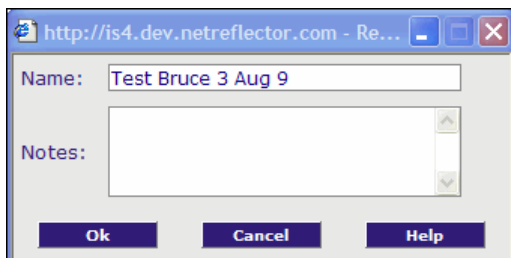 http://is4.dev.netreflector.com - Re...
Name: Test Bruce 3 Aug 9
Notes:
Ok Cancel Help